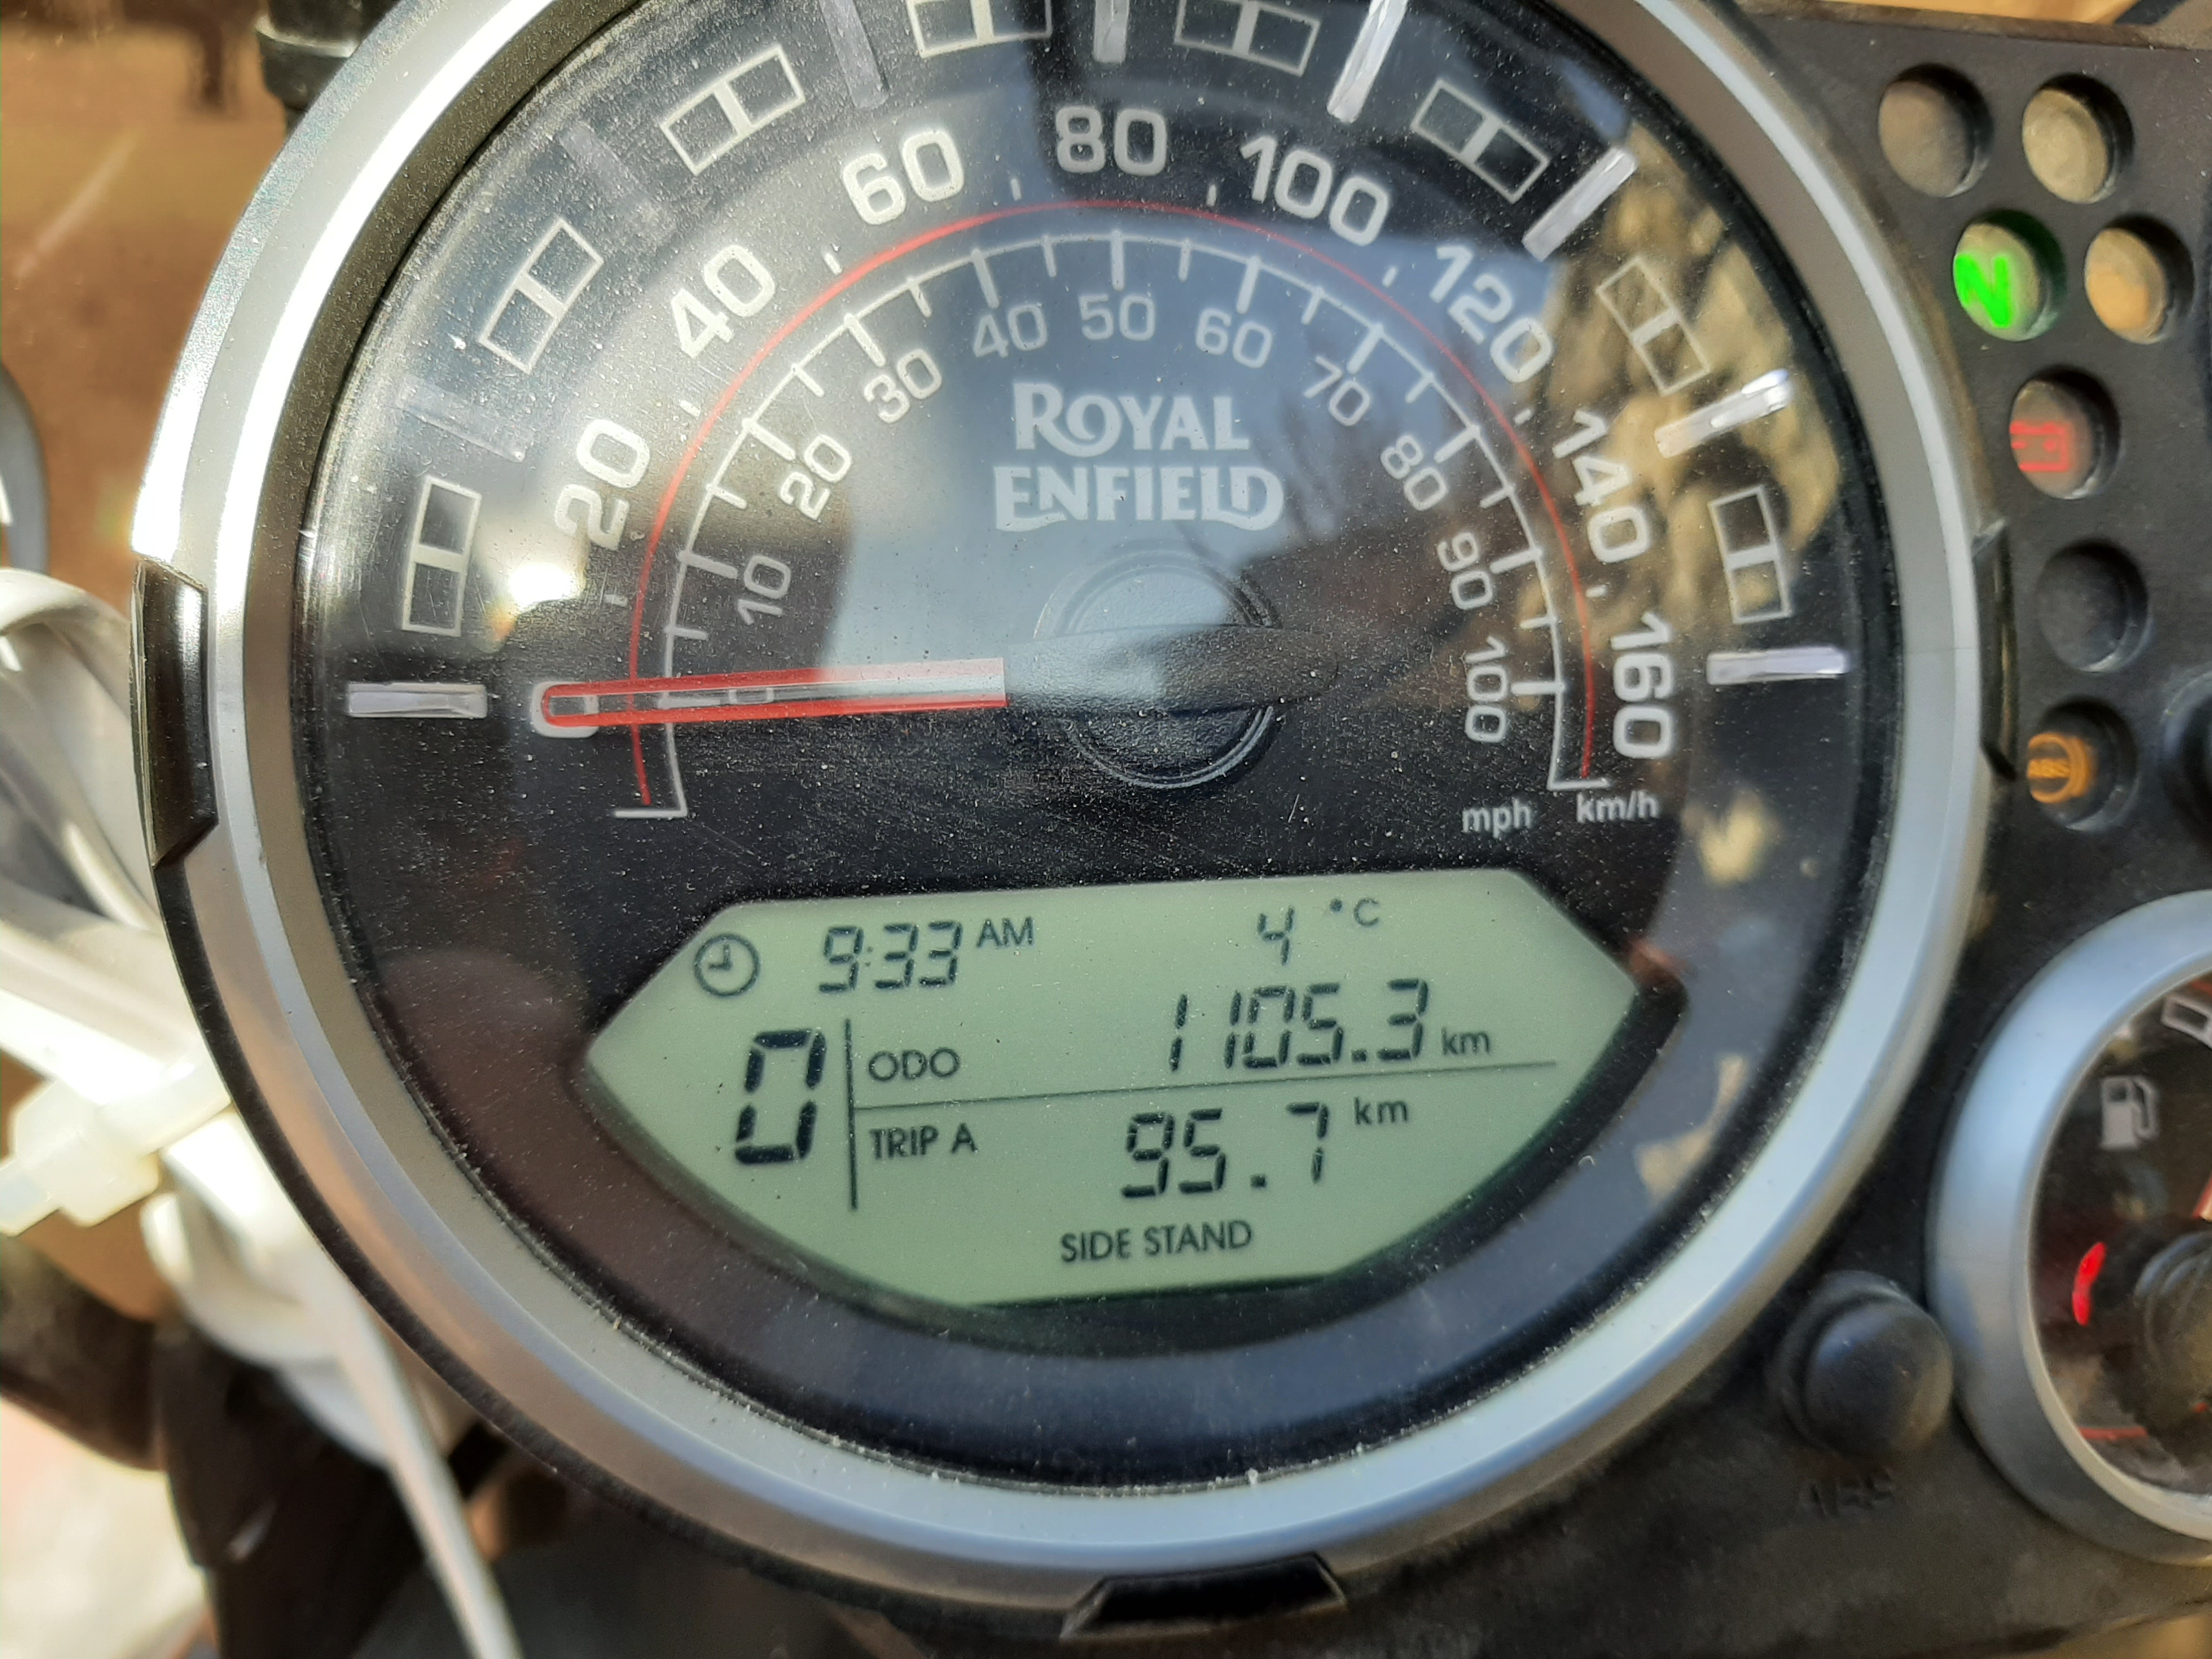 60 80 100
40 120
20 140
0 160
30 40 50 60 70
20 80
10 90
0 100
ROYAL
ENFIELD
mph km/h
N
ABS
9:33 AM 4 °C
0 ODO 1105.3 km
TRIP A 95.7 km
SIDE STAND